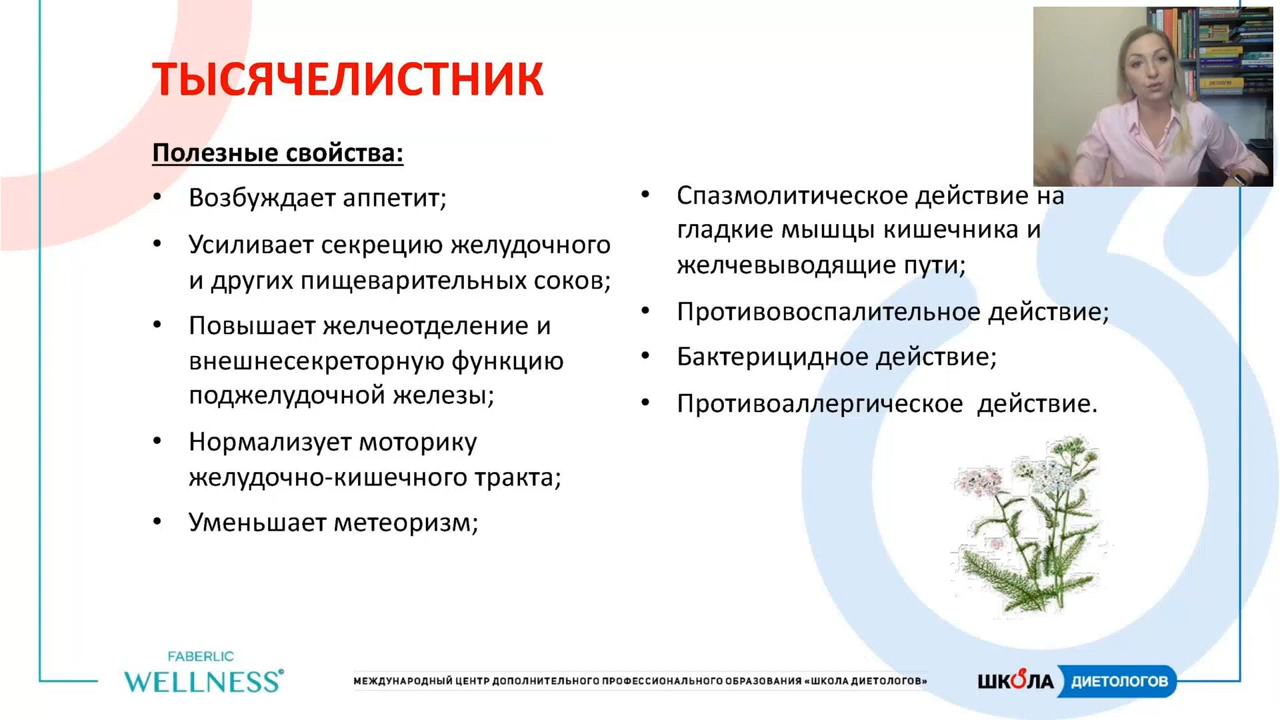 ТЫСЯЧЕЛИСТНИК
Полезные свойства:
• Возбуждает аппетит;
• Усиливает секрецию желудочного
и других пищеварительных соков;
• Повышает желчеотделение и
внешнесекреторную функцию
поджелудочной железы;
• Нормализует моторику
желудочно-кишечного тракта;
• Уменьшает метеоризм;
• Спазмолитическое действие на
гладкие мышцы кишечника и
желчевыводящие пути;
• Противовоспалительное действие;
• Бактерицидное действие;
• Противоаллергическое действие.
FABERLIC
WELLNESS
МЕЖДУНАРОДНЫЙ ЦЕНТР ДОПОЛНИТЕЛЬНОГО ПРОФЕССИОНАЛЬНОГО ОБРАЗОВАНИЯ «ШКОЛА ДИЕТОЛОГОВ»
ШКОЛА ДИЕТОЛОГОВ